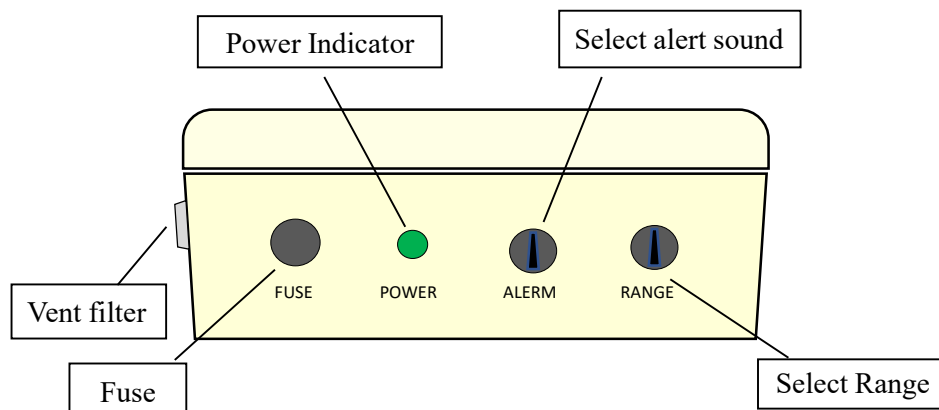 Power Indicator
Select alert sound
FUSE
POWER
ALERM
RANGE
Vent filter
Fuse
Select Range